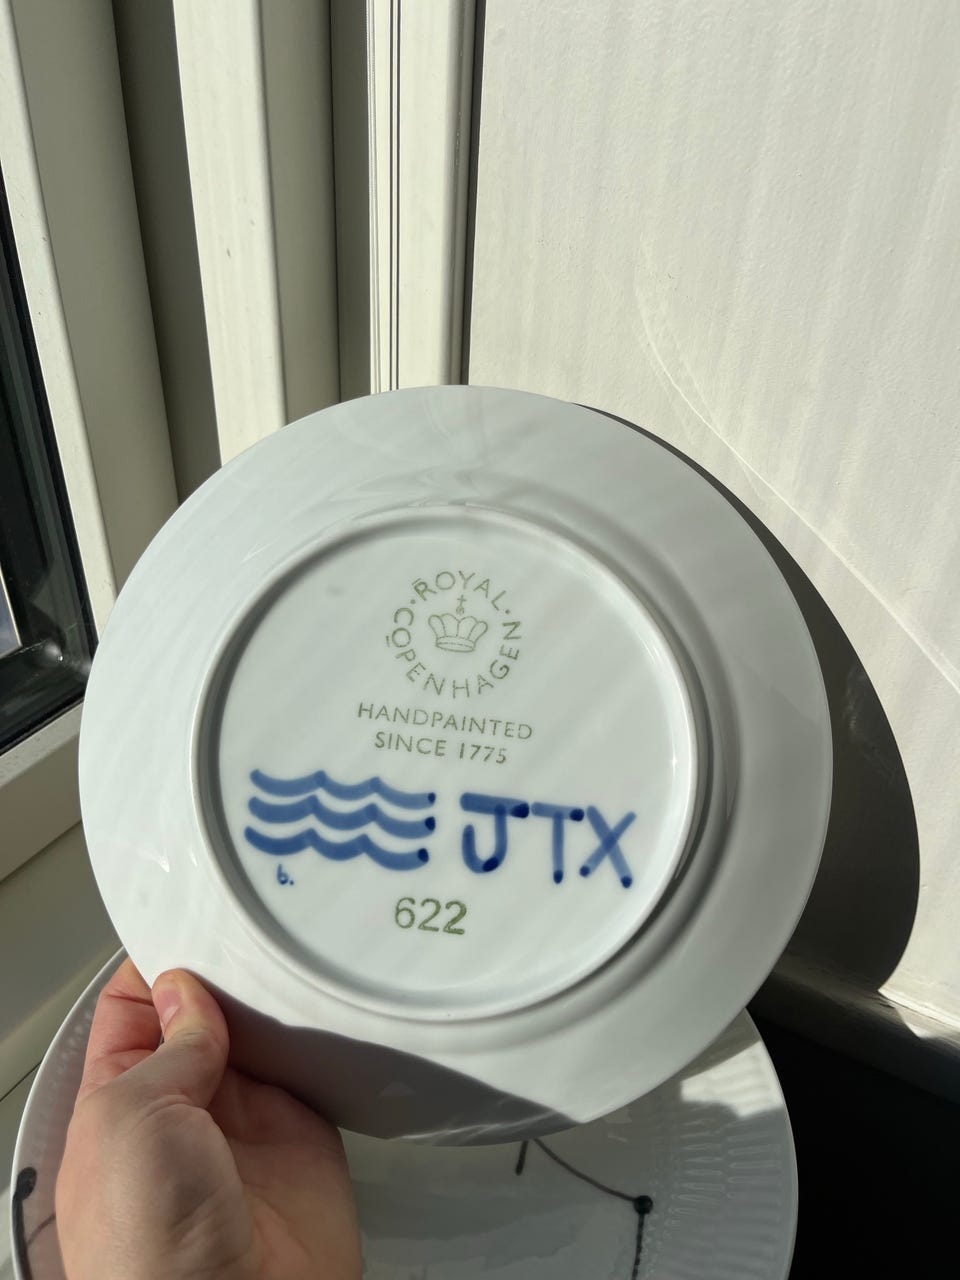 ROYAL
COPENHAGEN
HANDPAINTED
SINCE 1775
JTX
b.
622